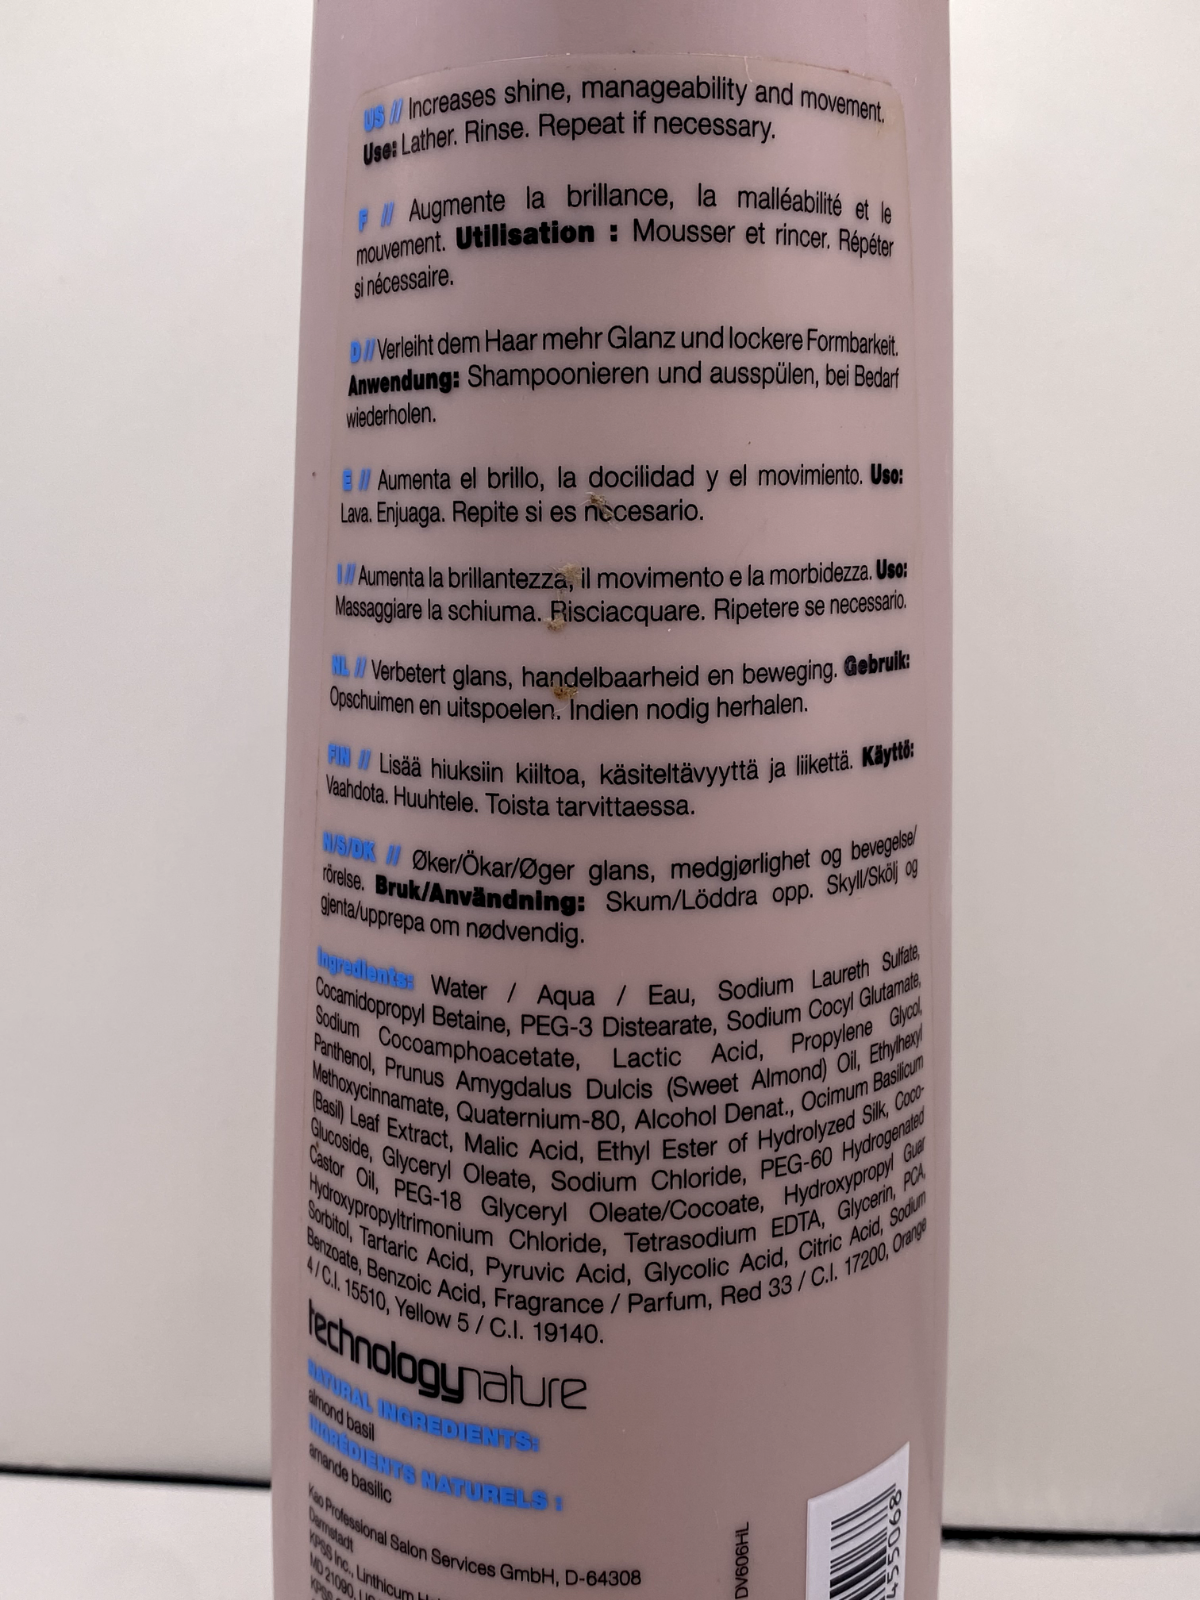 US // Increases shine, manageability and movement.
Use: Lather. Rinse. Repeat if necessary.
F // Augmente la brillance, la malléabilité et le
mouvement. Utilisation : Mousser et rincer. Répéter
si nécessaire.
D // Verleiht dem Haar mehr Glanz und lockere Formbarkeit.
Anwendung: Shampoonieren und ausspülen, bei Bedarf
wiederholen.
E // Aumenta el brillo, la docilidad y el movimiento. Uso:
Lava. Enjuaga. Repite si es necesario.
I // Aumenta la brillantezza, il movimento e la morbidezza. Uso:
Massaggiare la schiuma. Risciacquare. Ripetere se necessario.
NL // Verbetert glans, handelbaarheid en beweging. Gebruik:
Opschuimen en uitspoelen. Indien nodig herhalen.
FIN // Lisää hiuksiin kiiltoa, käsiteltävyyttä ja liikettä. Käyttö:
Vaahdota. Huuhtele. Toista tarvittaessa.
N/S/DK // Øker/Ökar/Øger glans, medgjørlighet og bevegelse/
rörelse. Bruk/Användning: Skum/Löddra opp. Skyll/Skölj og
gjenta/upprepa om nødvendig.
Ingredients: Water / Aqua / Eau, Sodium Laureth Sulfate,
Cocamidopropyl Betaine, PEG-3 Distearate, Sodium Cocyl Glutamate,
Sodium Cocoamphoacetate, Lactic Acid, Propylene Glycol,
Panthenol, Prunus Amygdalus Dulcis (Sweet Almond) Oil, Ethylhexyl
Methoxycinnamate, Quaternium-80, Alcohol Denat., Ocimum Basilicum
(Basil) Leaf Extract, Malic Acid, Ethyl Ester of Hydrolyzed Silk, Coco-
Glucoside, Glyceryl Oleate, Sodium Chloride, PEG-60 Hydrogenated
Castor Oil, PEG-18 Glyceryl Oleate/Cocoate, Hydroxypropyl Guar
Hydroxypropyltrimonium Chloride, Tetrasodium EDTA, Glycerin, PCA,
Sorbitol, Tartaric Acid, Pyruvic Acid, Glycolic Acid, Citric Acid, Sodium
Benzoate, Benzoic Acid, Fragrance / Parfum, Red 33 / C.I. 17200, Orange
4 / C.I. 15510, Yellow 5 / C.I. 19140.
technologynature
NATURAL INGREDIENTS:
almond basil
INGRÉDIENTS NATURELS :
amande basilic
Kao Professional Salon Services GmbH, D-64308
Darmstadt
KPSS Inc., Linthicum
MD 21090,
KPSS
DV606HL
455068